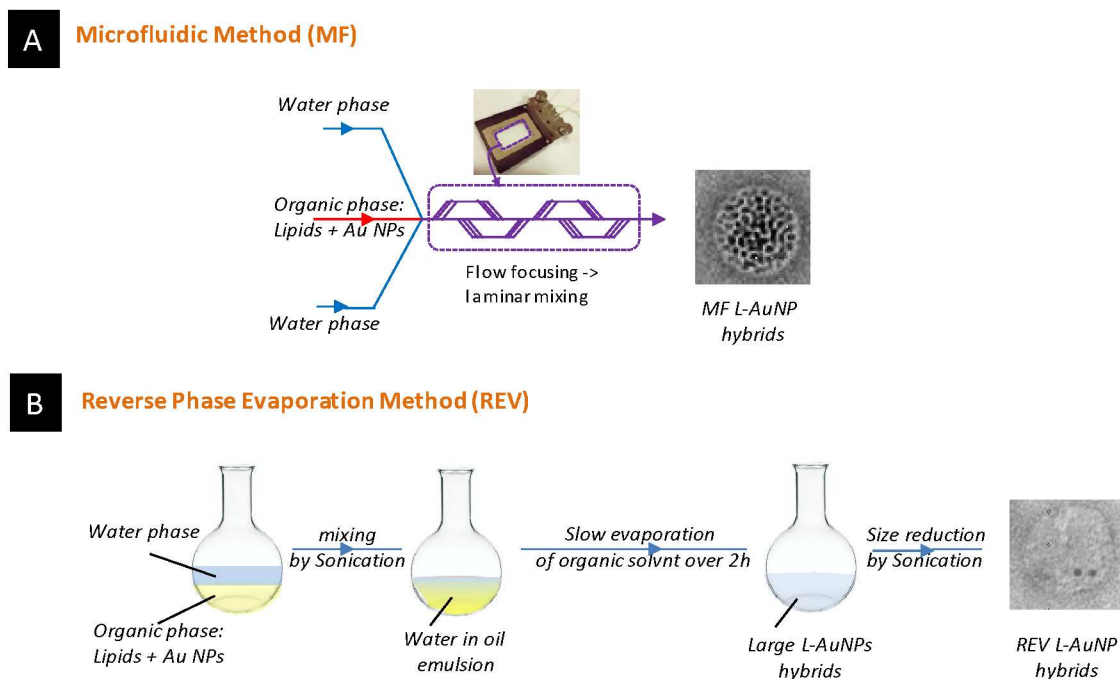 A
Microfluidic Method (MF)
Water phase
Organic phase:
Lipids + Au NPs
Water phase
Flow focusing ->
laminar mixing
MF L-AuNP
hybrids
B
Reverse Phase Evaporation Method (REV)
Water phase
Organic phase:
Lipids + Au NPs
mixing
by Sonication
Water in oil
emulsion
Slow evaporation
of organic solvnt over 2h
Large L-AuNPs
hybrids
Size reduction
by Sonication
REV L-AuNP
hybrids